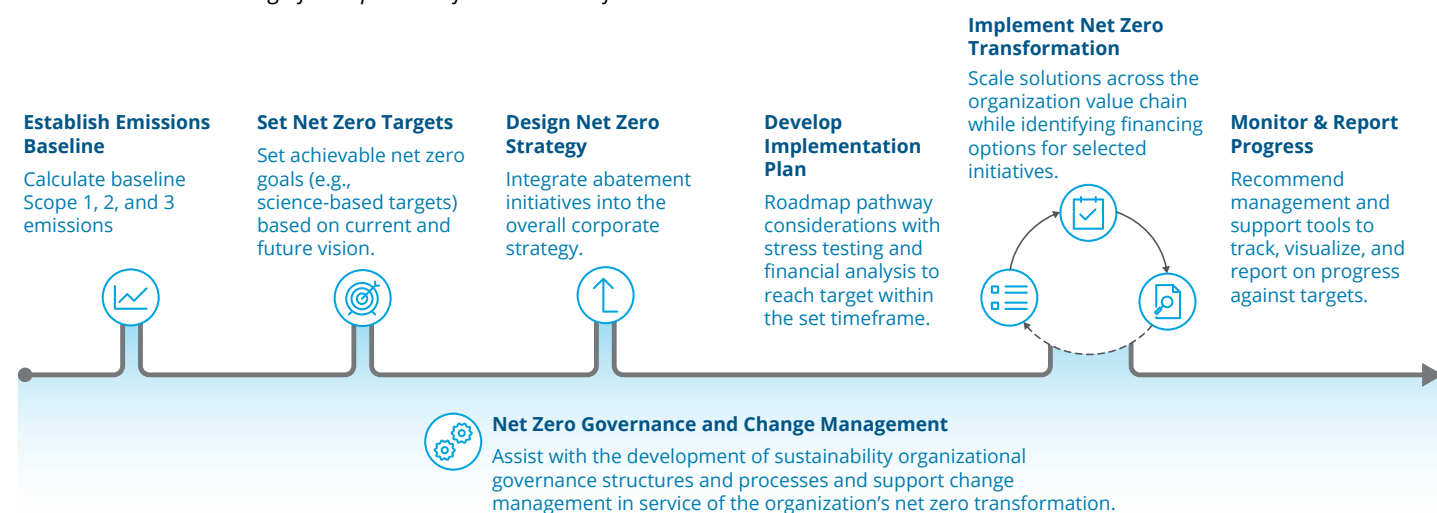 Establish Emissions
Baseline
Calculate baseline
Scope 1, 2, and 3
emissions
Set Net Zero Targets
Set achievable net zero
goals (e.g.,
science-based targets)
based on current and
future vision.
Design Net Zero
Strategy
Integrate abatement
initiatives into the
overall corporate
strategy.
Develop
Implementation
Plan
Roadmap pathway
considerations with
stress testing and
financial analysis to
reach target within
the set timeframe.
Implement Net Zero
Transformation
Scale solutions across the
organization value chain
while identifying financing
options for selected
initiatives.
Monitor & Report
Progress
Recommend
management and
support tools to
track, visualize, and
report on progress
against targets.
Net Zero Governance and Change Management
Assist with the development of sustainability organizational
governance structures and processes and support change
management in service of the organization’s net zero transformation.